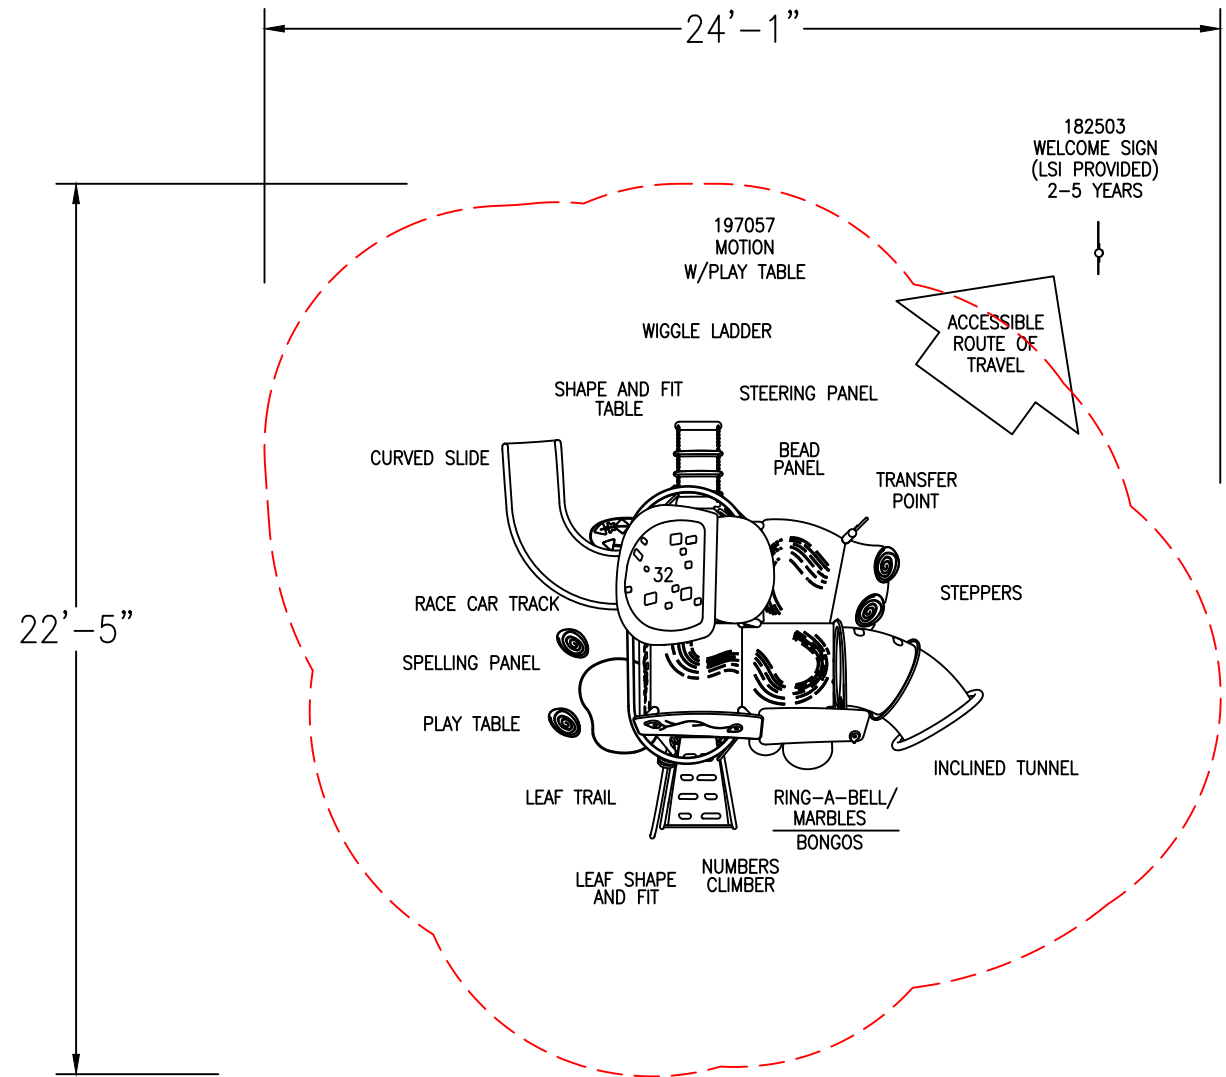 24'-1"
182503
WELCOME SIGN
(LSI PROVIDED)
2-5 YEARS
197057
MOTION
W/PLAY TABLE
ACCESSIBLE
ROUTE OF
TRAVEL
WIGGLE LADDER
SHAPE AND FIT
TABLE
STEERING PANEL
CURVED SLIDE
BEAD
PANEL
TRANSFER
POINT
32
RACE CAR TRACK
STEPPERS
22'-5"
SPELLING PANEL
PLAY TABLE
INCLINED TUNNEL
LEAF TRAIL
RING-A-BELL/
MARBLES
BONGOS
LEAF SHAPE
AND FIT
NUMBERS
CLIMBER